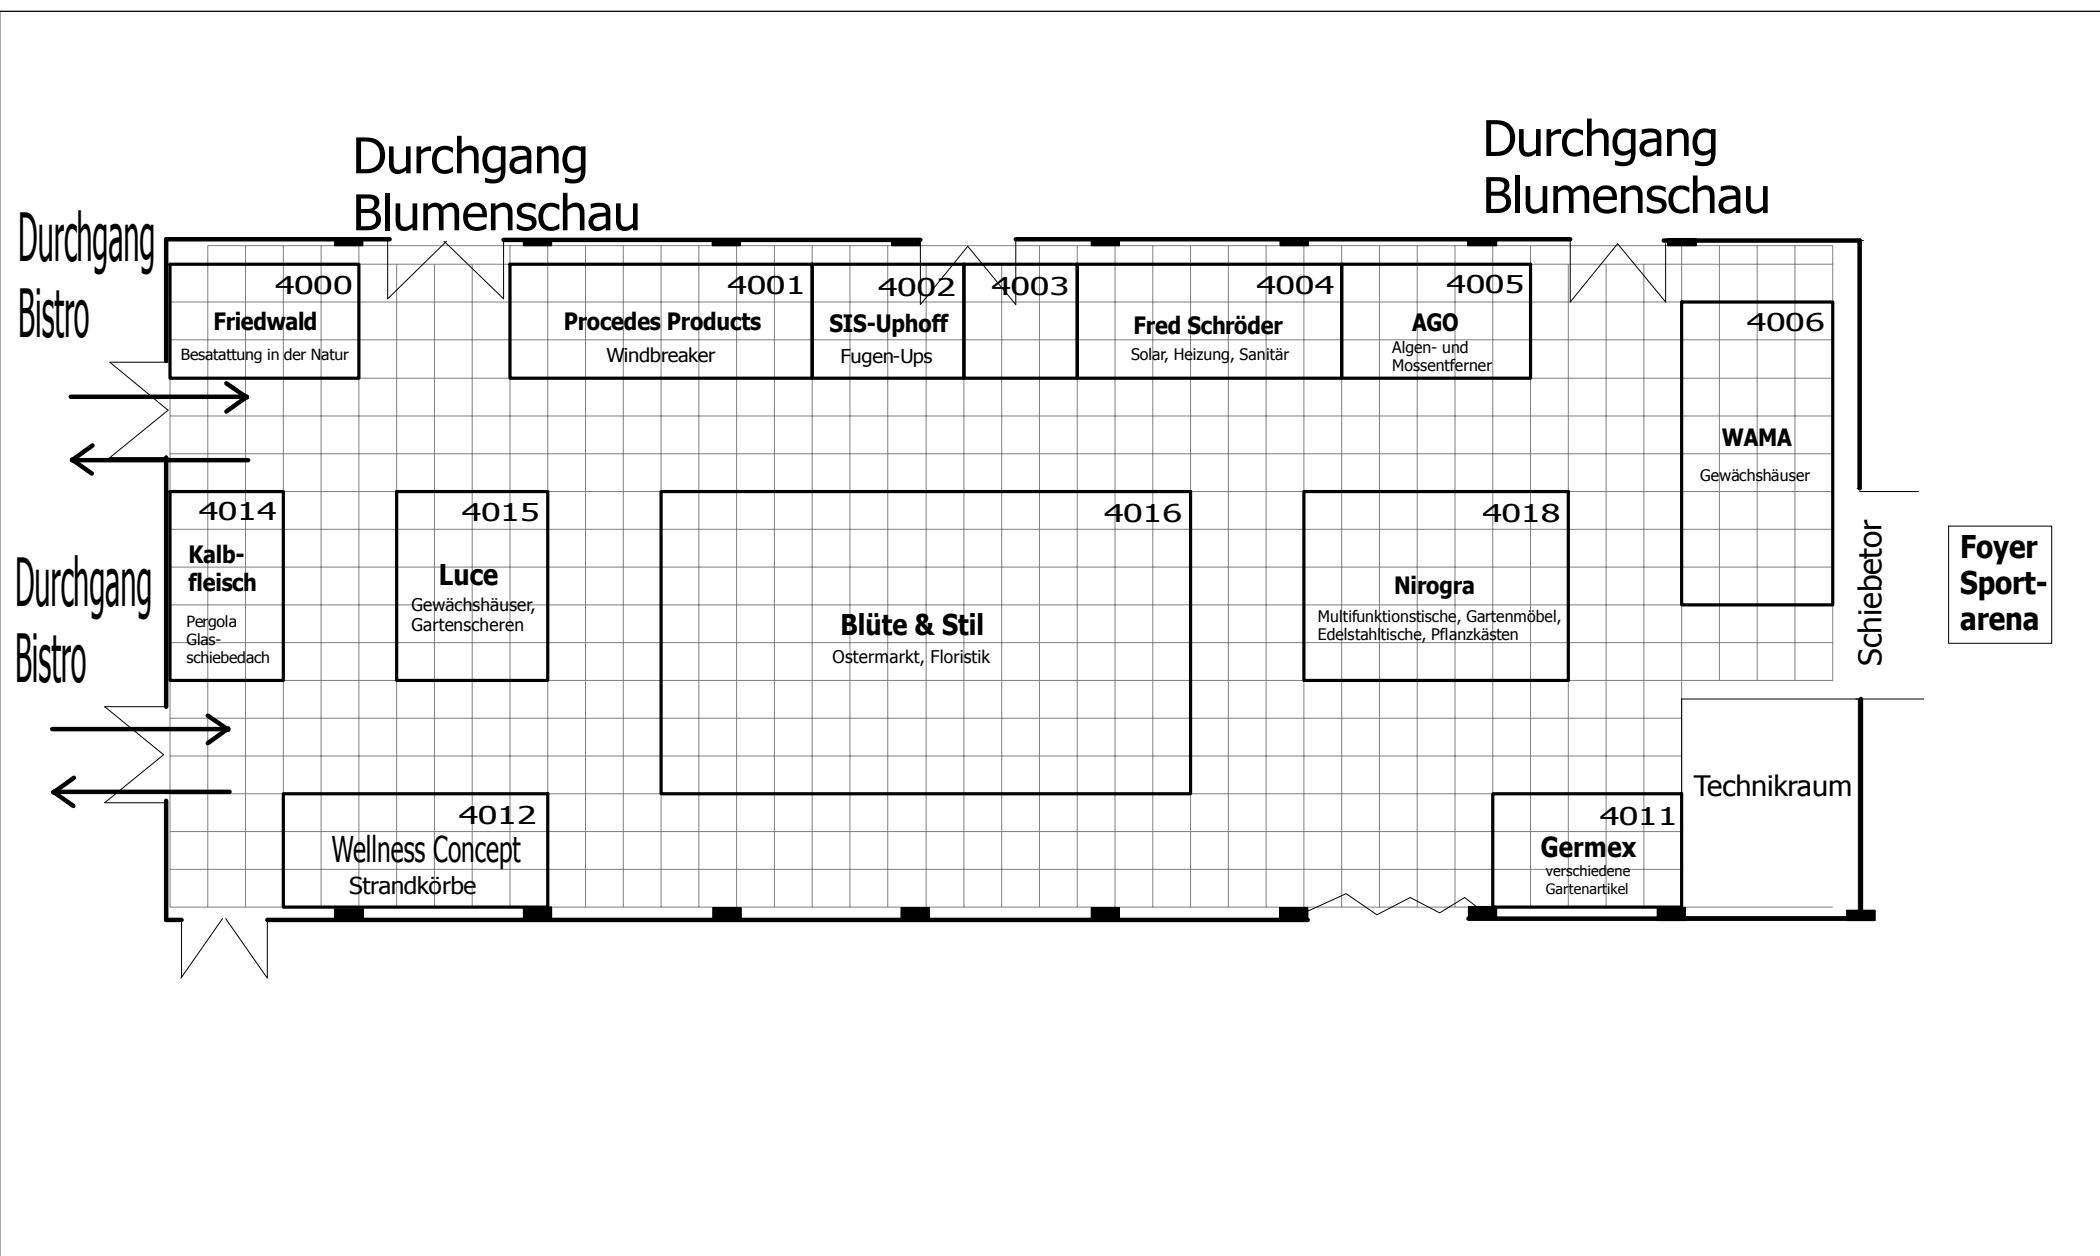 Durchgang
Blumenschau
Durchgang
Blumenschau
Durchgang
Bistro
4000
Friedwald
Besatattung in der Natur
4001
Procedes Products
Windbreaker
4002
SIS-Uphoff
Fugen-Ups
4003
4004
Fred Schröder
Solar, Heizung, Sanitär
4005
AGO
Algen- und
Mossentferner
4006
WAMA
Gewächshäuser
Durchgang
Bistro
4014
Kalb-
fleisch
Pergola
Glas-
schiebedach
4015
Luce
Gewächshäuser,
Gartenscheren
4016
Blüte & Stil
Ostermarkt, Floristik
4018
Nirogra
Multifunktionstische, Gartenmöbel,
Edelstahltische, Pflanzkästen
Schiebetor
Foyer
Sport-
arena
4012
Wellness Concept
Strandkörbe
4011
Germex
verschiedene
Gartenartikel
Technikraum